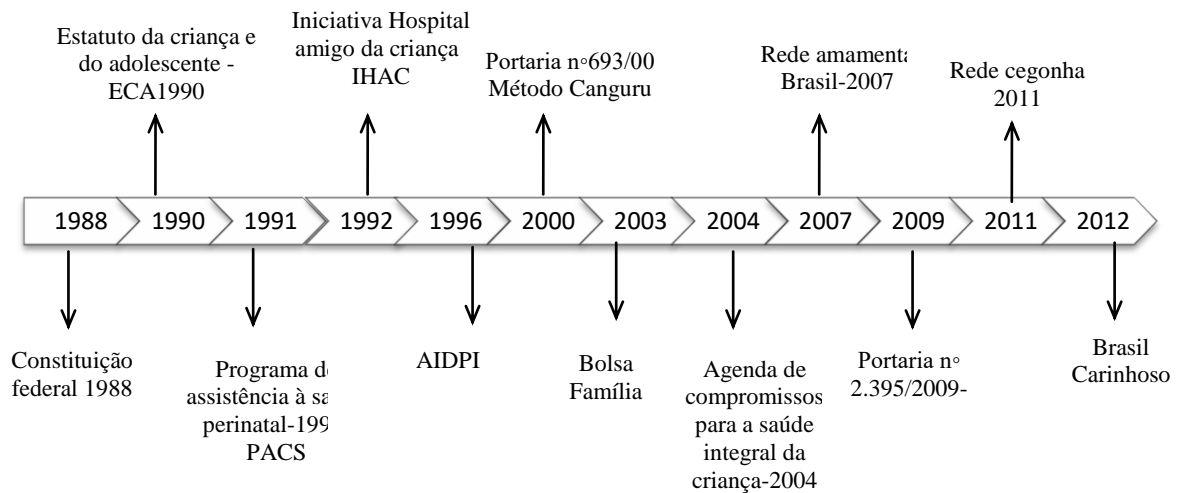 Estatuto da criança e
do adolescente -
ECA1990
Iniciativa Hospital
amigo da criança
IHAC
Portaria n◦693/00
Método Canguru
Rede amamenta
Brasil-2007
Rede cegonha
2011
1988 1990 1991 1992 1996 2000 2003 2004 2007 2009 2011 2012
Constituição
federal 1988
Programa de
assistência à sa
perinatal-199
PACS
AIDPI
Bolsa
Família
Agenda de
compromissos
para a saúde
integral da
criança-2004
Portaria n◦
2.395/2009-
Brasil
Carinhoso